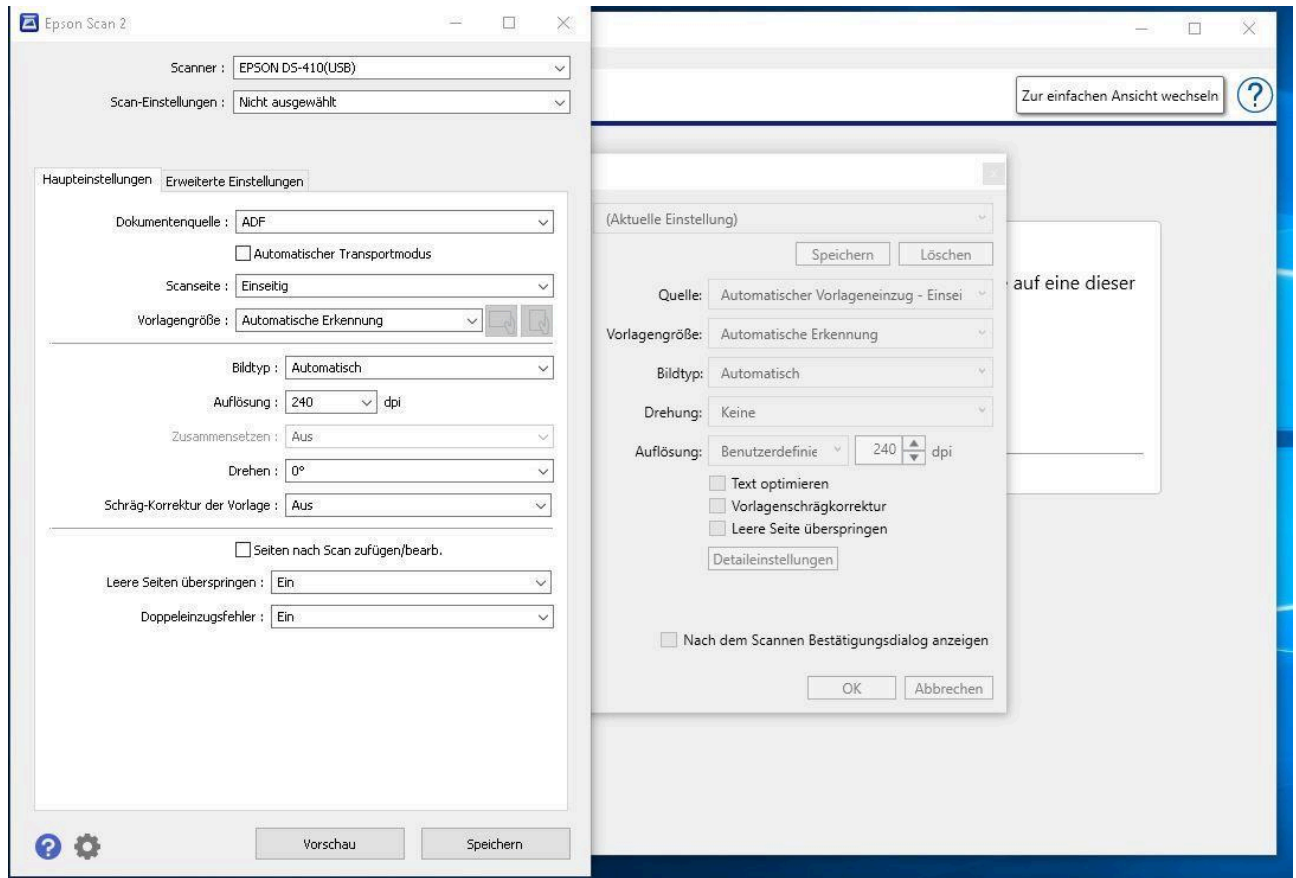 Epson Scan 2
Scanner : EPSON DS-410(USB)
Scan-Einstellungen : Nicht ausgewählt
Haupteinstellungen Erweiterte Einstellungen
Dokumentenquelle : ADF
Automatischer Transportmodus
Scanseite : Einseitig
Vorlagengröße : Automatische Erkennung
Bildtyp : Automatisch
Auflösung : 240 dpi
Zusammensetzen : Aus
Drehen : 0°
Schräg-Korrektur der Vorlage : Aus
Seiten nach Scan zufügen/bearb.
Leere Seiten überspringen : Ein
Doppeleinzugsfehler : Ein
Vorschau Speichern
Zur einfachen Ansicht wechseln
(Aktuelle Einstellung)
Speichern Löschen
Quelle: Automatischer Vorlageneinzug - Einsei
Vorlagengröße: Automatische Erkennung
Bildtyp: Automatisch
Drehung: Keine
Auflösung: Benutzerdefinie 240 dpi
Text optimieren
Vorlagenschrägkorrektur
Leere Seite überspringen
Detaileinstellungen
Nach dem Scannen Bestätigungsdialog anzeigen
OK Abbrechen
auf eine dieser